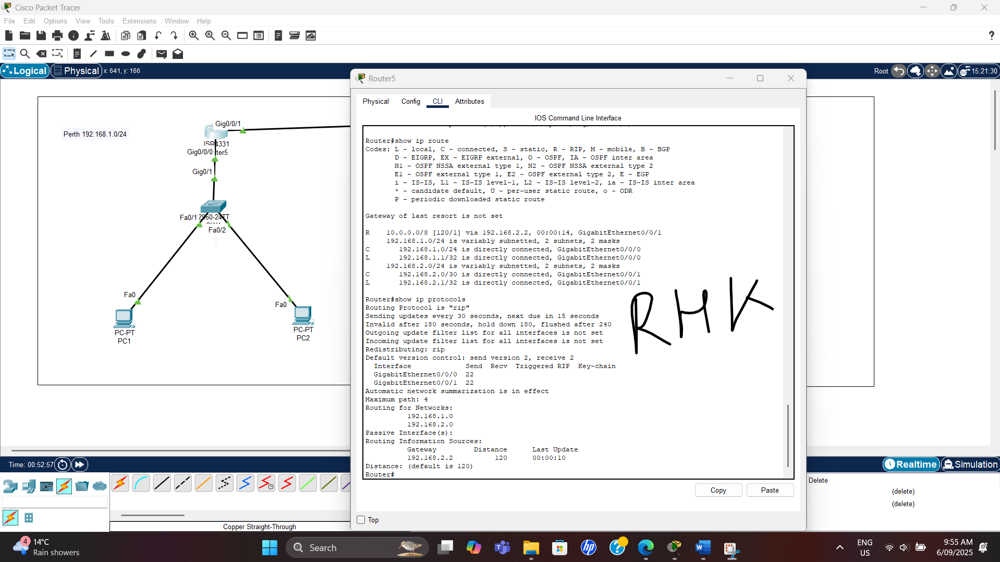 Cisco Packet Tracer
File Edit Options View Tools Extensions Window Help
?
Logical Physical x: 641, y: 166
Root 15:21:30
Perth 192.168.1.0/24
Gig0/0/1
ISR4331
Gig0/0/0 ter5
Gig0/1
Fa0/1 2960-24TT
Fa0/2
Fa0
Fa0
PC-PT
PC1
PC-PT
PC2
Router5
Physical Config CLI Attributes
IOS Command Line Interface
Router#show ip route
Codes: L - local, C - connected, S - static, R - RIP, M - mobile, B - BGP
D - EIGRP, EX - EIGRP external, O - OSPF, IA - OSPF inter area
N1 - OSPF NSSA external type 1, N2 - OSPF NSSA external type 2
E1 - OSPF external type 1, E2 - OSPF external type 2, E - EGP
i - IS-IS, L1 - IS-IS level-1, L2 - IS-IS level-2, ia - IS-IS inter area
* - candidate default, U - per-user static route, o - ODR
P - periodic downloaded static route
Gateway of last resort is not set
R 10.0.0.0/8 [120/1] via 192.168.2.2, 00:00:14, GigabitEthernet0/0/1
192.168.1.0/24 is variably subnetted, 2 subnets, 2 masks
C 192.168.1.0/24 is directly connected, GigabitEthernet0/0/0
L 192.168.1.1/32 is directly connected, GigabitEthernet0/0/0
192.168.2.0/24 is variably subnetted, 2 subnets, 2 masks
C 192.168.2.0/30 is directly connected, GigabitEthernet0/0/1
L 192.168.2.1/32 is directly connected, GigabitEthernet0/0/1
Router#show ip protocols
Routing Protocol is "rip"
Sending updates every 30 seconds, next due in 15 seconds
Invalid after 180 seconds, hold down 180, flushed after 240
Outgoing update filter list for all interfaces is not set
Incoming update filter list for all interfaces is not set
Redistributing: rip
Default version control: send version 2, receive 2
Interface Send Recv Triggered RIP Key-chain
GigabitEthernet0/0/0 22
GigabitEthernet0/0/1 22
Automatic network summarization is in effect
Maximum path: 4
Routing for Networks:
192.168.1.0
192.168.2.0
Passive Interface(s):
Routing Information Sources:
Gateway Distance Last Update
192.168.2.2 120 00:00:10
Distance: (default is 120)
Router#
RHK
Copy Paste
Top
Time: 00:52:57
Realtime Simulation
Copper Straight-Through
Delete
(delete)
(delete)
4
14°C
Rain showers
Search
ENG
US
9:55 AM
6/09/2025